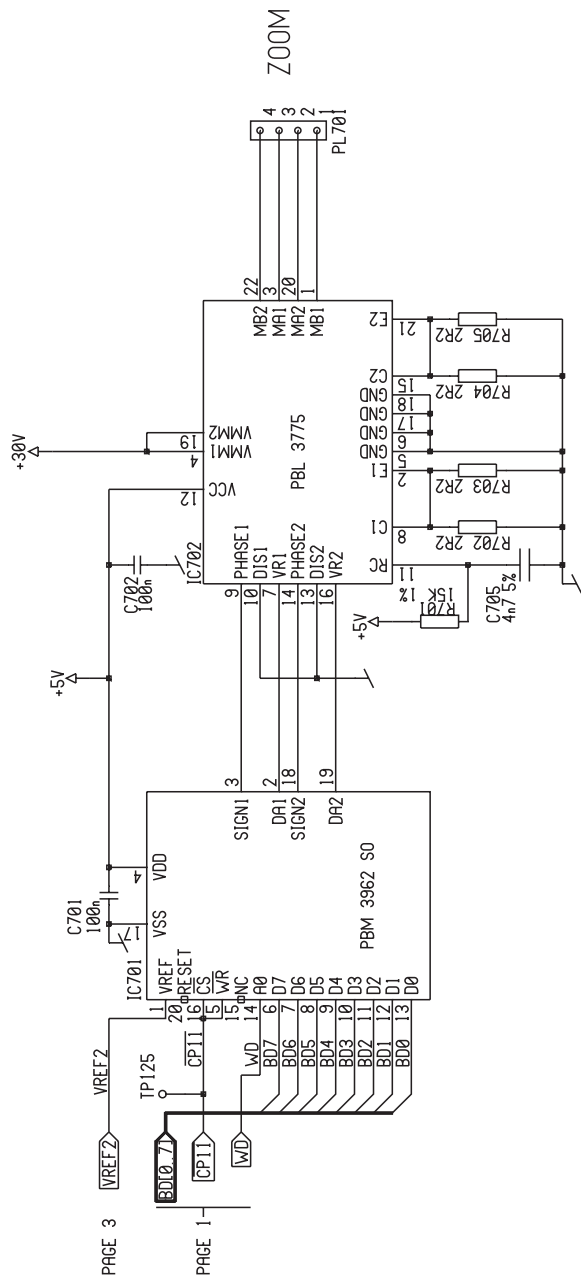 ZOOM
PL701
4
3
2
1
+30V
22
3
20
1
MB2
MA1
MA2
MB1
19
4
VMM2
VMM1
12
VCC
PBL 3775
IC702
C702
100n
9
10
7
14
13
16
PHASE1
DIS1
VR1
PHASE2
DIS2
VR2
E2
C2
GND
GND
GND
GND
E1
C1
RC
21
15
18
17
6
5
2
8
11
R705 2R2
R704 2R2
R703 2R2
R702 2R2
R701
15K 1%
C705
4n7 5%
+5V
+5V
C701
100n
4
VDD
17
VSS
IC701
PBM 3962 SO
3
2
18
19
SIGN1
DA1
SIGN2
DA2
1
20
16
5
15
14
6
7
8
9
10
11
12
13
VREF
RESET
CS
WR
NC
A0
D7
D6
D5
D4
D3
D2
D1
D0
VREF2
CP11
WD
BD7
BD6
BD5
BD4
BD3
BD2
BD1
BD0
TP125
VREF2
BD[0..7]
CP11
WD
PAGE 3
PAGE 1